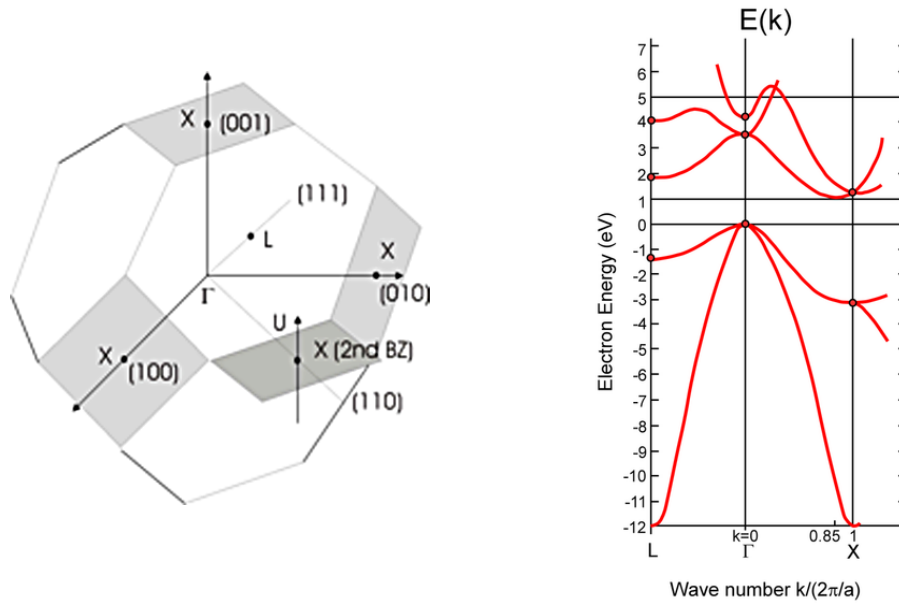 X
(001)
(111)
L
X
(010)
Γ
U
X
(100)
X (2nd BZ)
(110)
E(k)
Electron Energy (eV)
7
6
5
4
3
2
1
0
-1
-2
-3
-4
-5
-6
-7
-8
-9
-10
-11
-12
k=0
0.85
1
L
Γ
X
Wave number k/(2π/a)